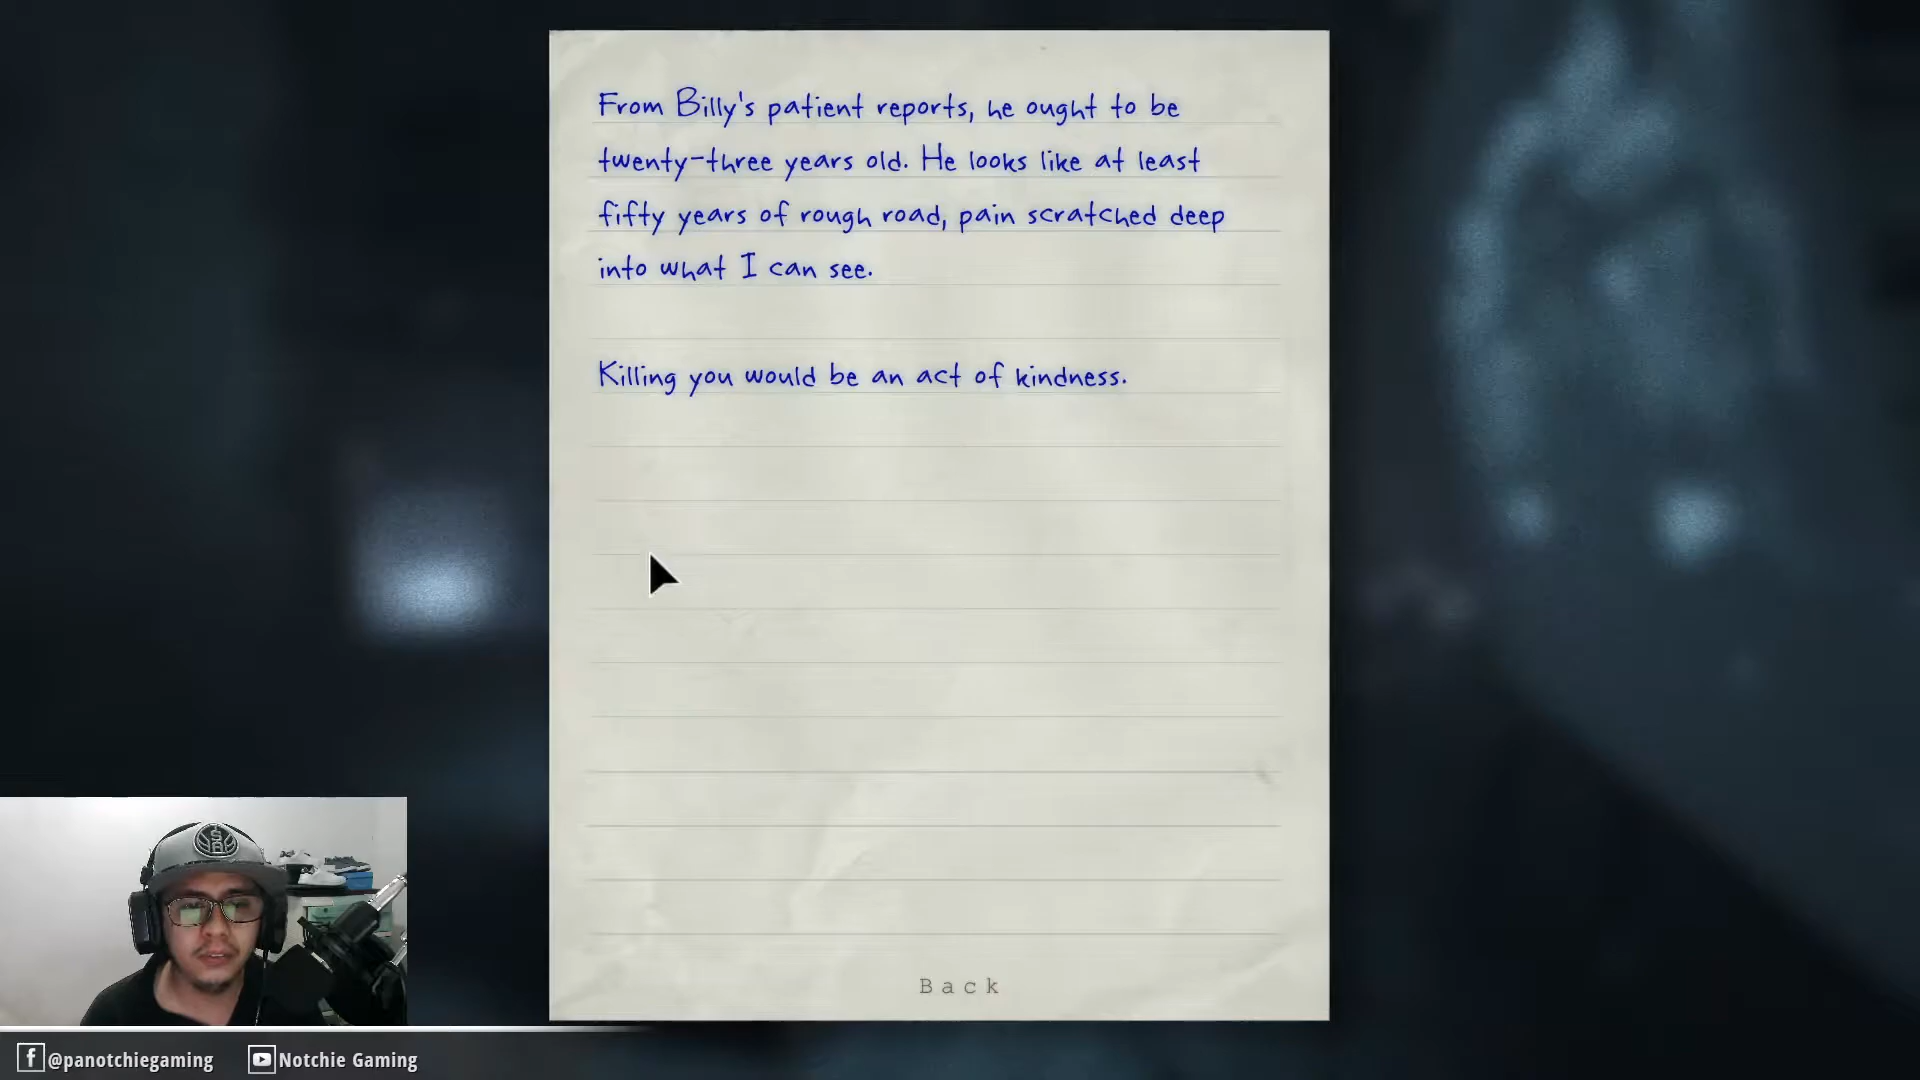 From Billy's patient reports, he ought to be
twenty-three years old. He looks like at least
fifty years of rough road, pain scratched deep
into what I can see.
Killing you would be an act of kindness.
Back
@panotchiegaming
Notchie Gaming